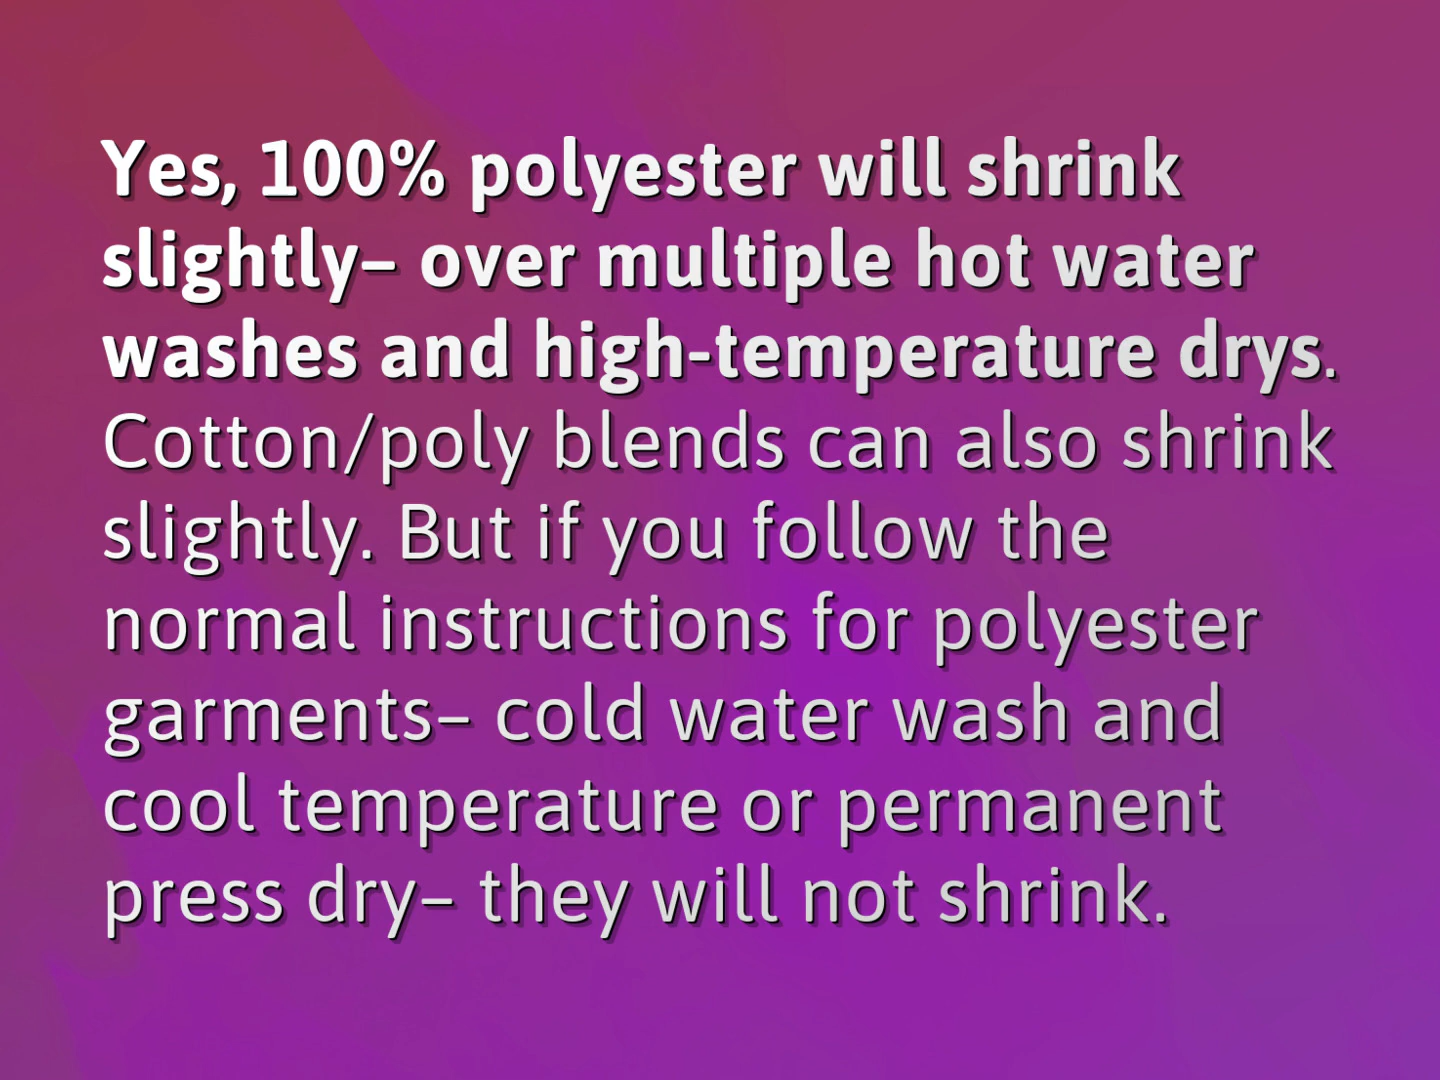 Yes, 100% polyester will shrink
slightly– over multiple hot water
washes and high-temperature drys.
Cotton/poly blends can also shrink
slightly. But if you follow the
normal instructions for polyester
garments– cold water wash and
cool temperature or permanent
press dry– they will not shrink.